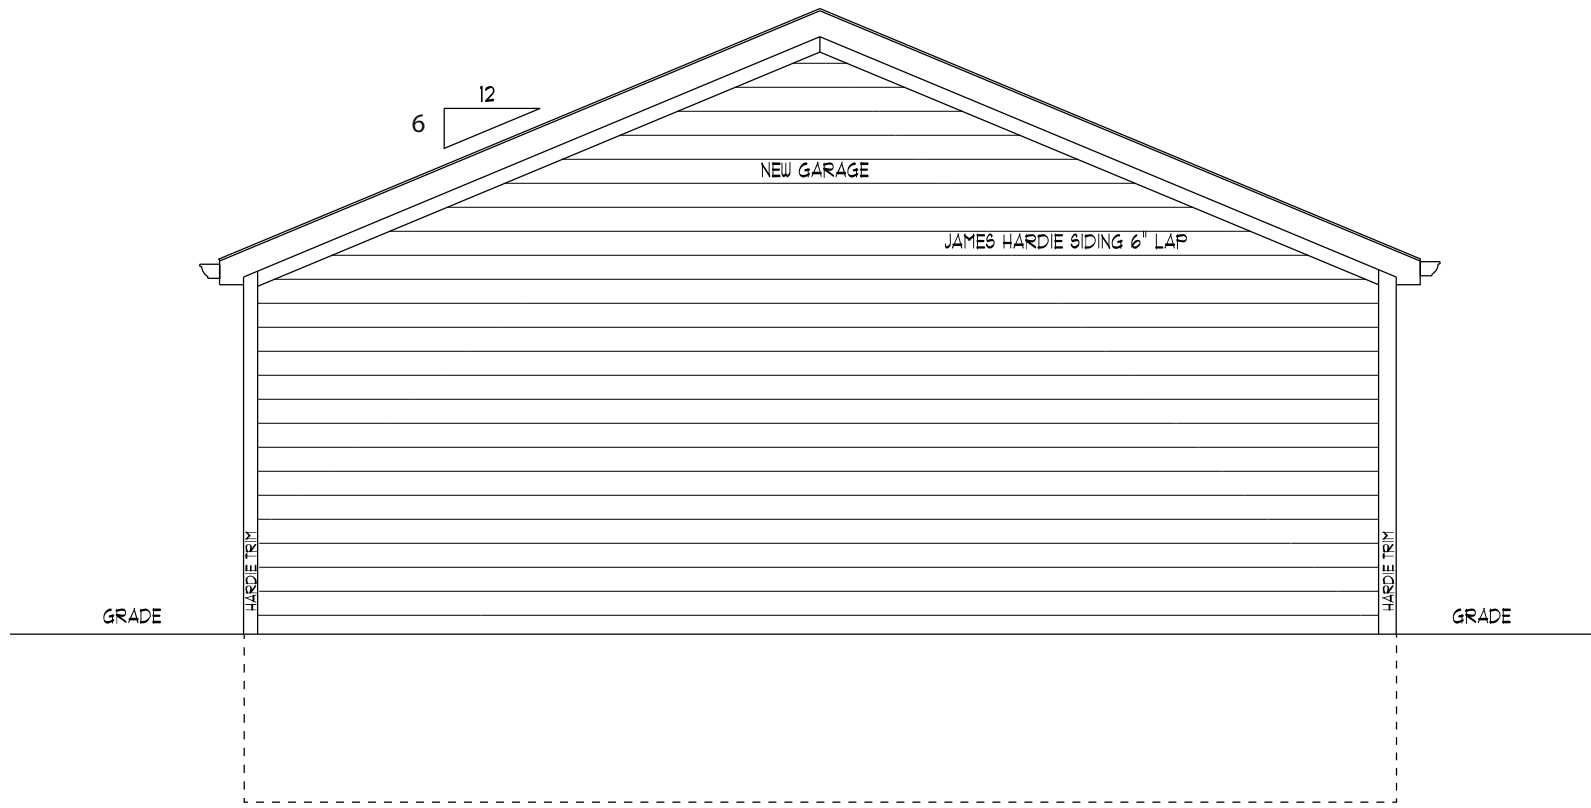 12
6
NEW GARAGE
JAMES HARDIE SIDING 6" LAP
HARDIE TRIM
HARDIE TRIM
GRADE
GRADE